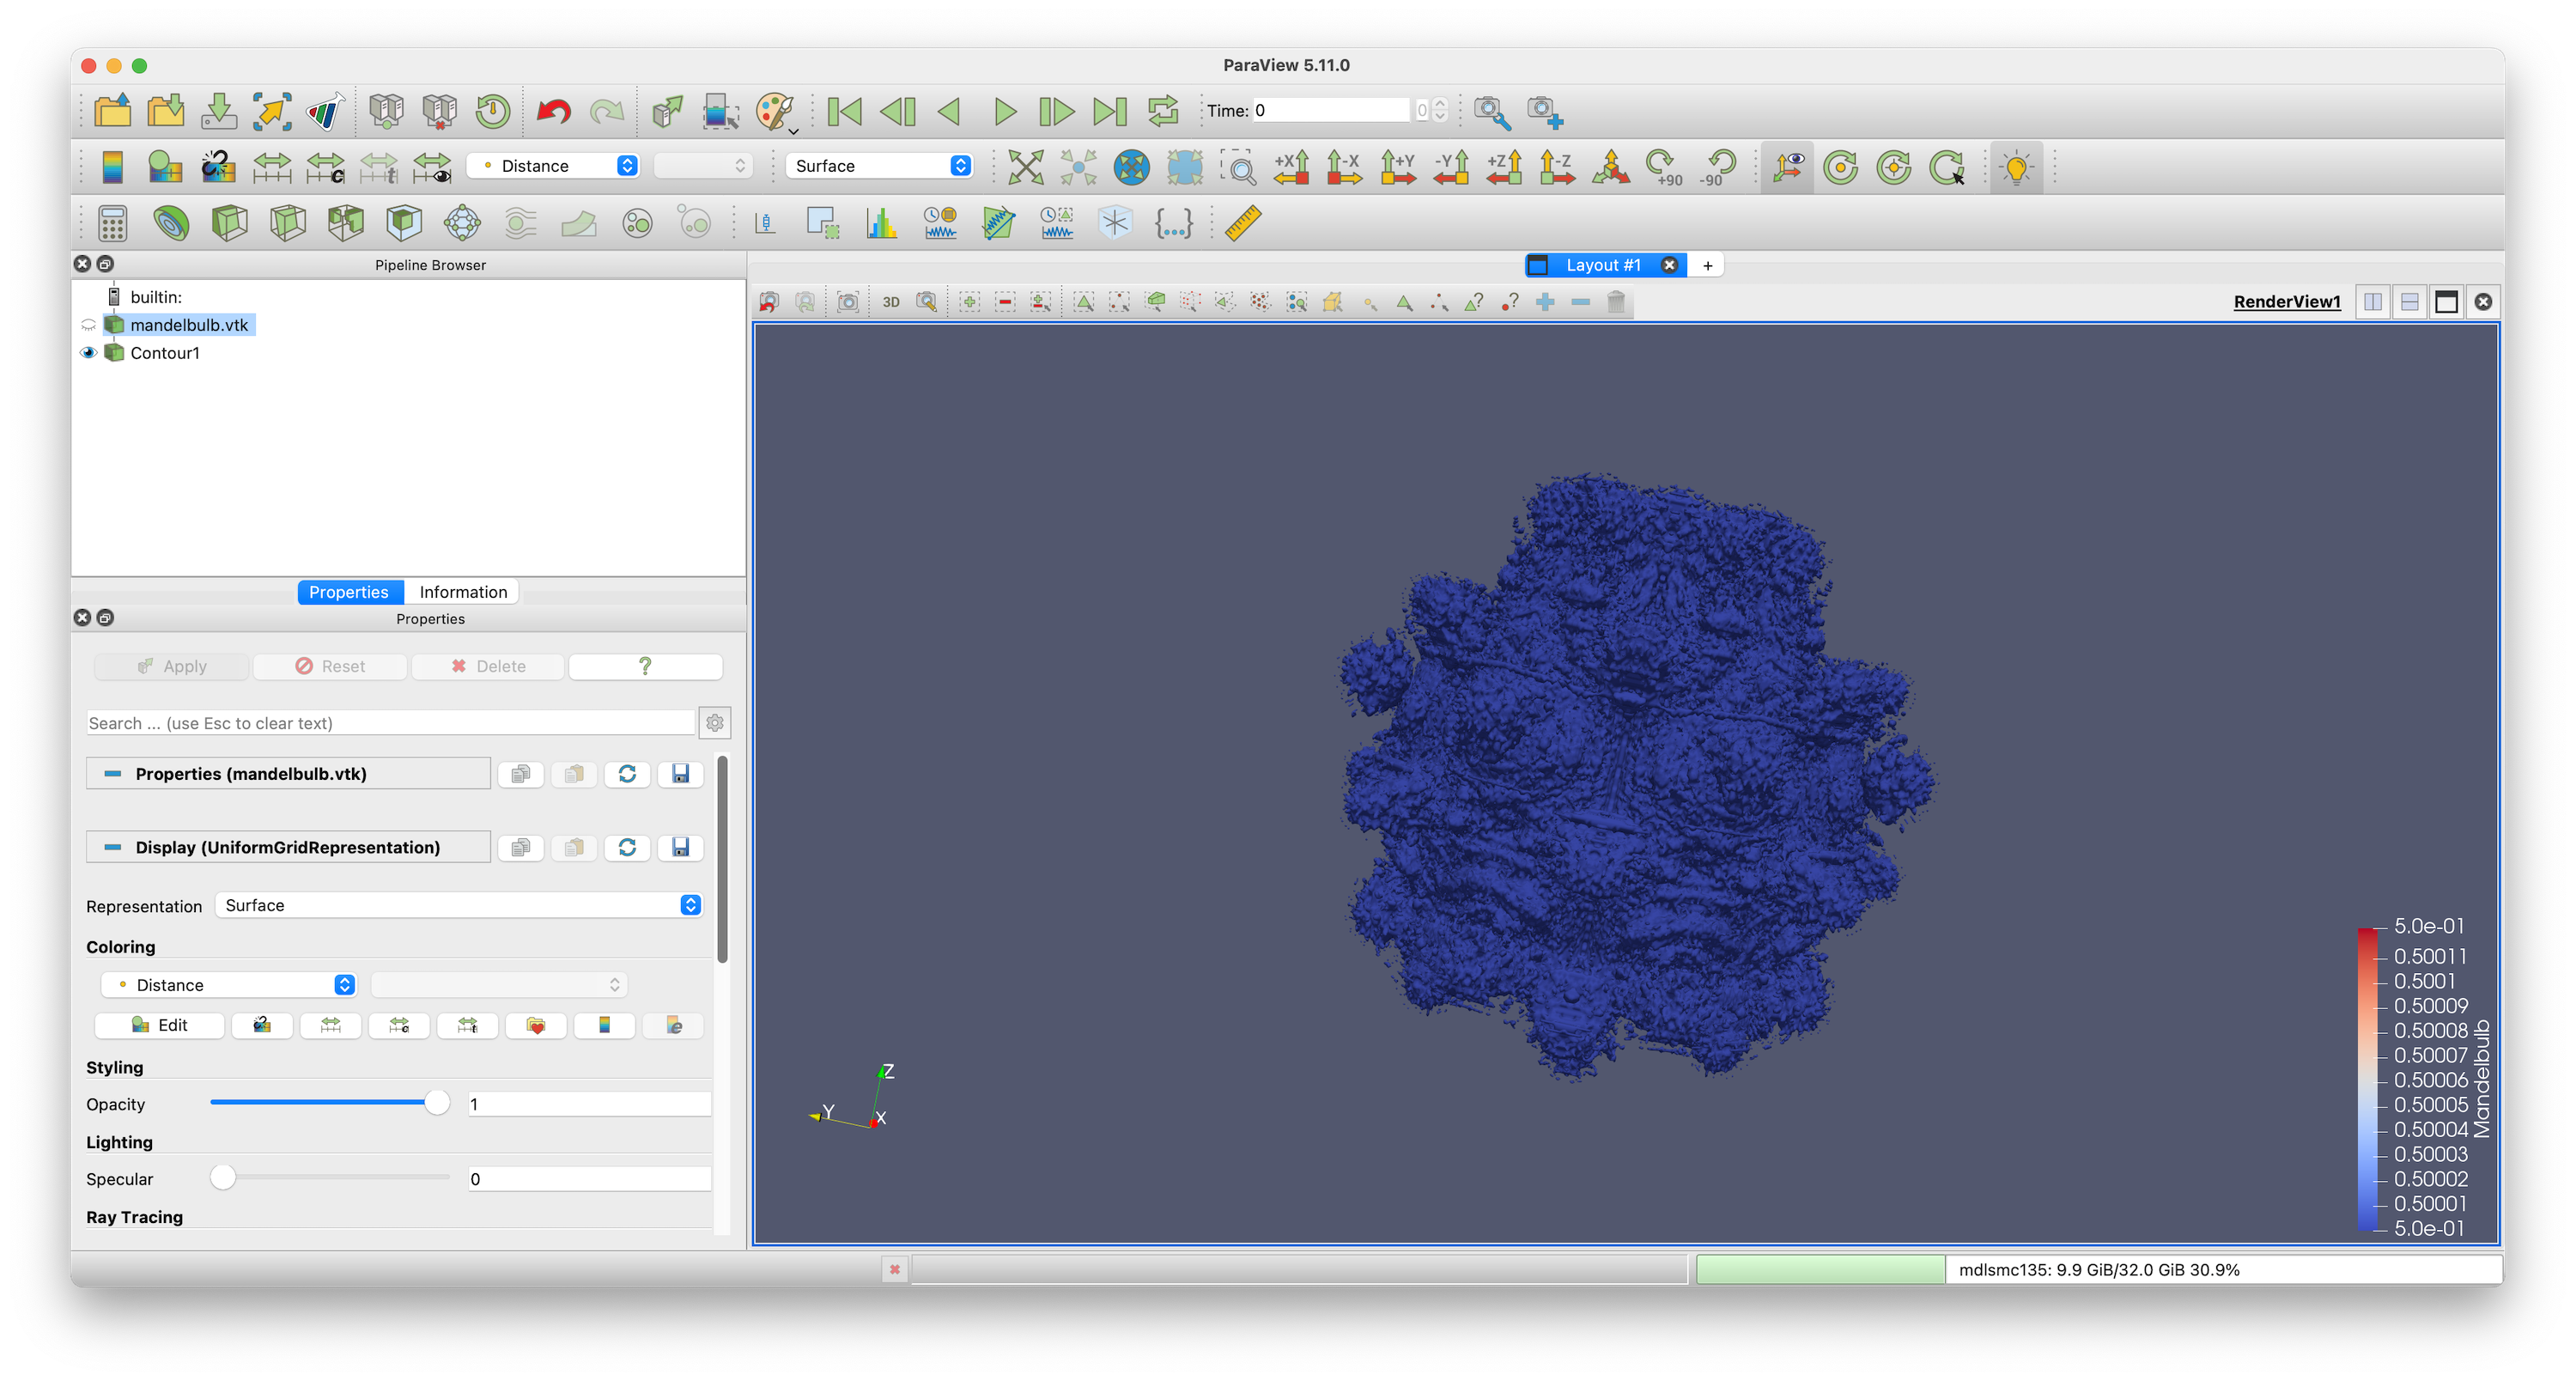 ParaView 5.11.0
Time: 0
0
Distance
Surface
+X
-X
+Y
-Y
+Z
-Z
+90
-90
Pipeline Browser
builtin:
mandelbulb.vtk
Contour1
Layout #1
+
3D
RenderView1
Properties
Information
Properties
Apply
Reset
Delete
?
Search ... (use Esc to clear text)
Properties (mandelbulb.vtk)
Display (UniformGridRepresentation)
Representation
Surface
Coloring
Distance
Edit
Styling
Opacity
1
Lighting
Specular
0
Ray Tracing
Z
Y
X
5.0e-01
0.50011
0.5001
0.50009
0.50008
0.50007
0.50006
0.50005
0.50004
0.50003
0.50002
0.50001
5.0e-01
Mandelbulb
mdlsmc135: 9.9 GiB/32.0 GiB 30.9%